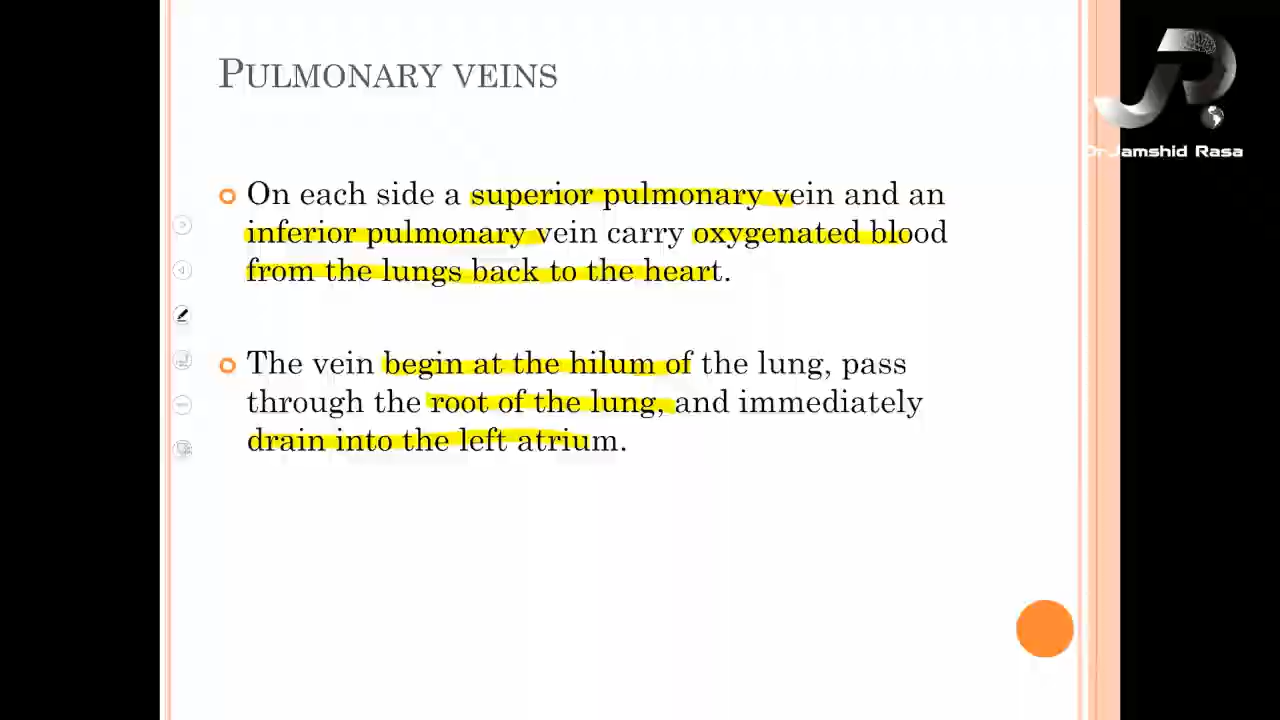 PULMONARY VEINS
Dr Jamshid Rasa
On each side a superior pulmonary vein and an
inferior pulmonary vein carry oxygenated blood
from the lungs back to the heart.
The vein begin at the hilum of the lung, pass
through the root of the lung, and immediately
drain into the left atrium.